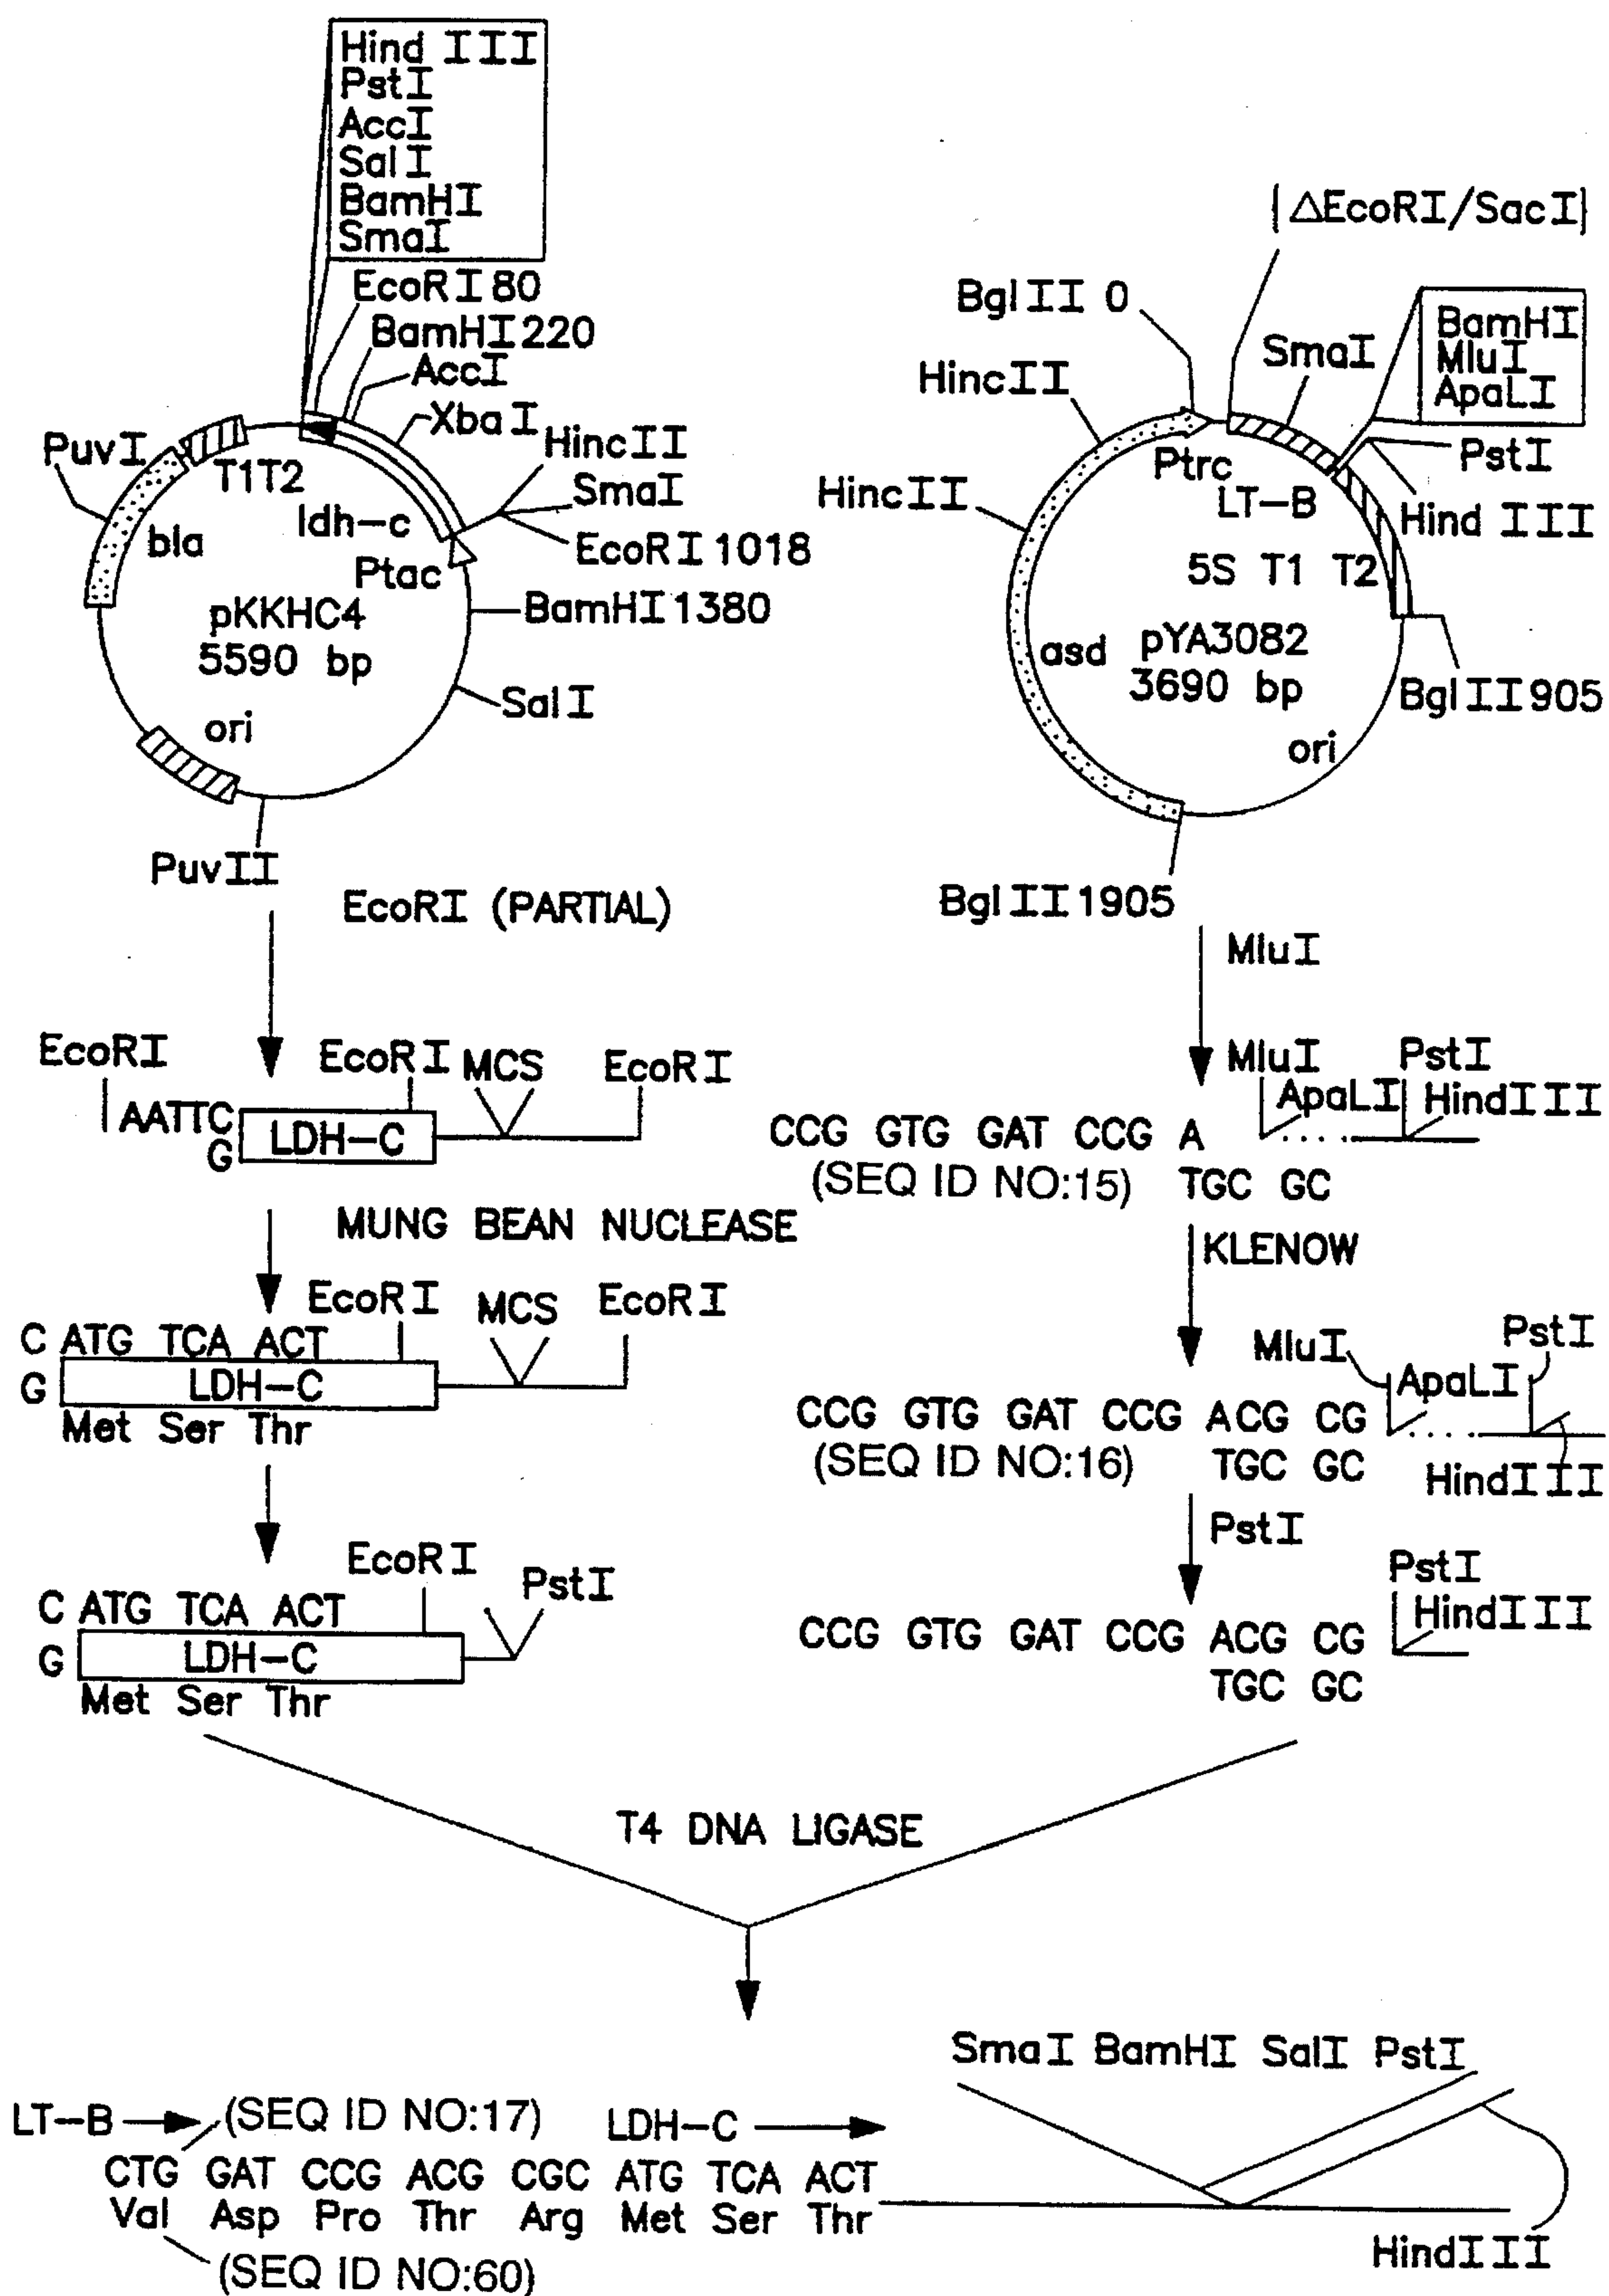 Hind III
PstI
AccI
SalI
BamHI
SmaI
EcoRI 80
BamHI 220
AccI
XbaI
HincII
SmaI
EcoRI 1018
BamHI 1380
SalI
PuvI
T1T2
bla
ldh-c
Ptac
pKKHC4
5590 bp
ori
PuvII
[ΔEcoRI/SacI]
BglII 0
HincII
HincII
SmaI
BamHI
MluI
ApaLI
PstI
Hind III
Ptrc
LT-B
5S T1 T2
asd pYA3082
3690 bp
BglII 905
ori
BglII 1905
EcoRI (PARTIAL)
EcoRI
EcoRI
MCS
EcoRI
AATTC
G
LDH-C
MUNG BEAN NUCLEASE
EcoRI
MCS
EcoRI
C ATG TCA ACT
G
LDH-C
Met Ser Thr
EcoRI
PstI
C ATG TCA ACT
G
LDH-C
Met Ser Thr
MluI
MluI
PstI
ApaLI
HindIII
CCG GTG GAT CCG A
(SEQ ID NO:15) TGC GC
KLENOW
MluI
PstI
ApaLI
CCG GTG GAT CCG ACG CG
(SEQ ID NO:16) TGC GC
HindIII
PstI
PstI
HindIII
CCG GTG GAT CCG ACG CG
TGC GC
T4 DNA LIGASE
SmaI BamHI SalI PstI
LT-B (SEQ ID NO:17) LDH-C
CTG GAT CCG ACG CGC ATG TCA ACT
Val Asp Pro Thr Arg Met Ser Thr
HindIII
(SEQ ID NO:60)